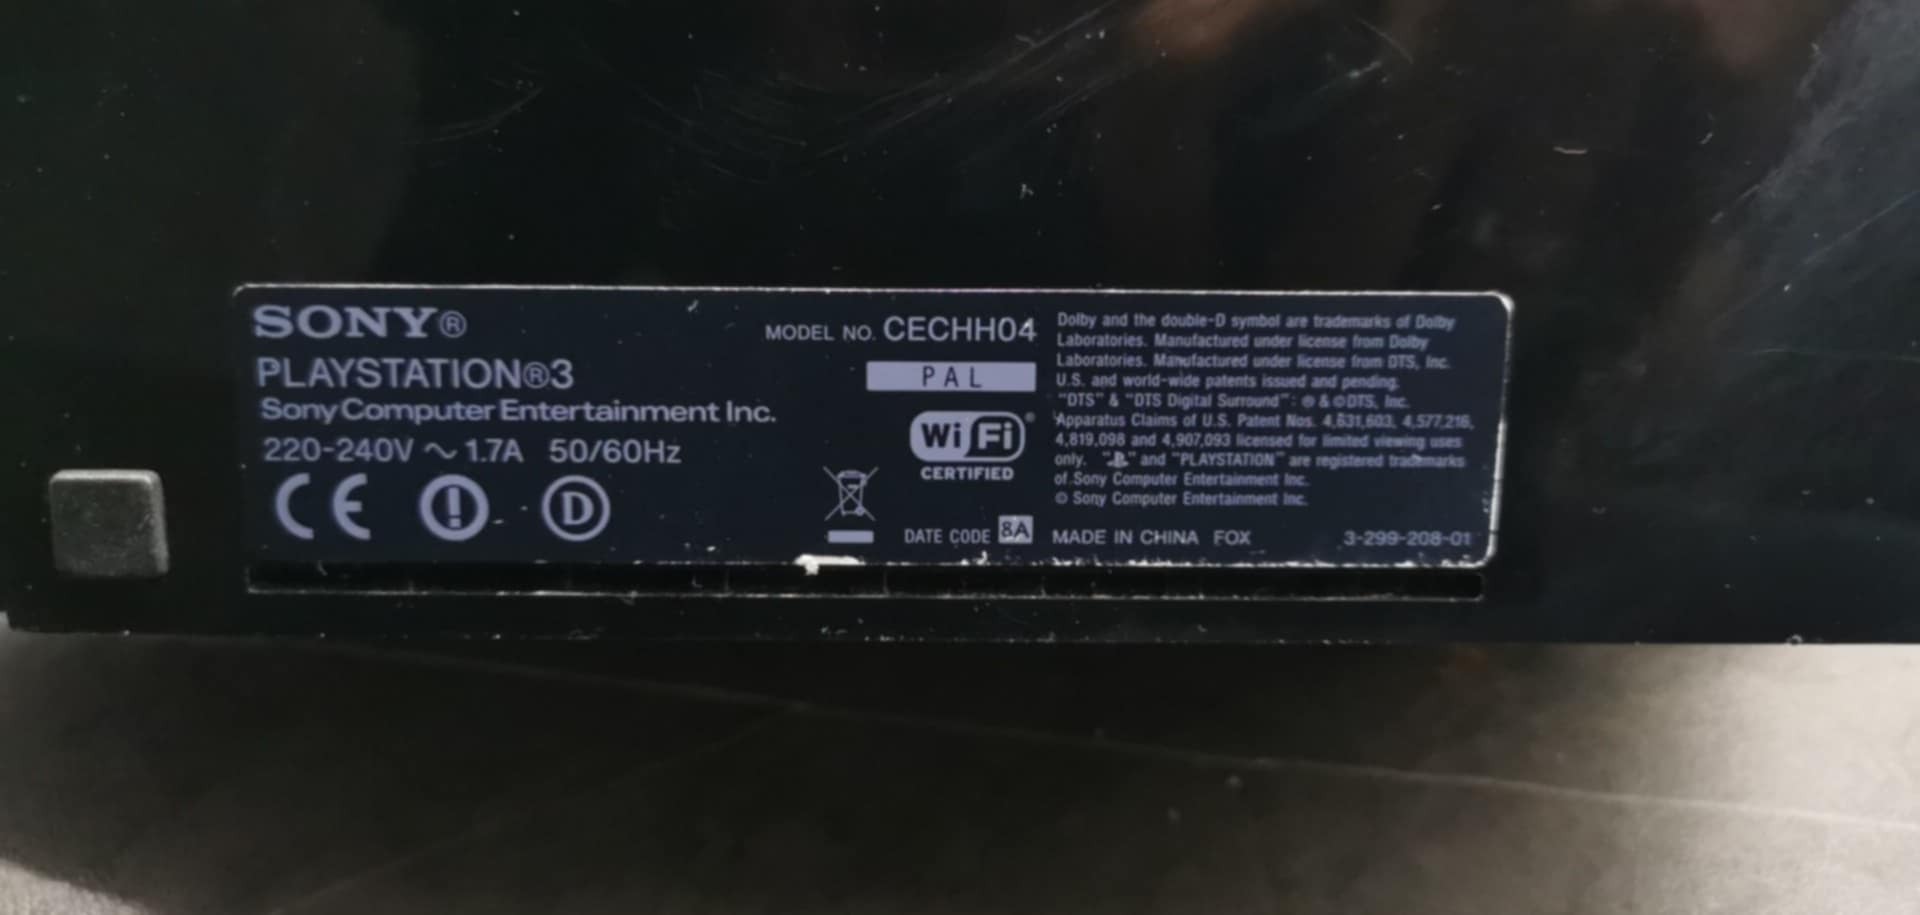 SONY®
PLAYSTATION®3
Sony Computer Entertainment Inc.
220-240V ~ 1.7A 50/60Hz
CE
D
MODEL NO. CECHH04
PAL
Wi Fi®
CERTIFIED
DATE CODE 8A
Dolby and the double-D symbol are trademarks of Dolby
Laboratories. Manufactured under license from Dolby
Laboratories. Manufactured under license from DTS, Inc.
U.S. and world-wide patents issued and pending.
"DTS" & "DTS Digital Surround": ℗ & © DTS, Inc.
Apparatus Claims of U.S. Patent Nos. 4,631,603, 4,577,216,
4,819,098 and 4,907,093 licensed for limited viewing uses
only. " " and "PLAYSTATION" are registered trademarks
of Sony Computer Entertainment Inc.
© Sony Computer Entertainment Inc.
MADE IN CHINA FOX 3-299-208-01